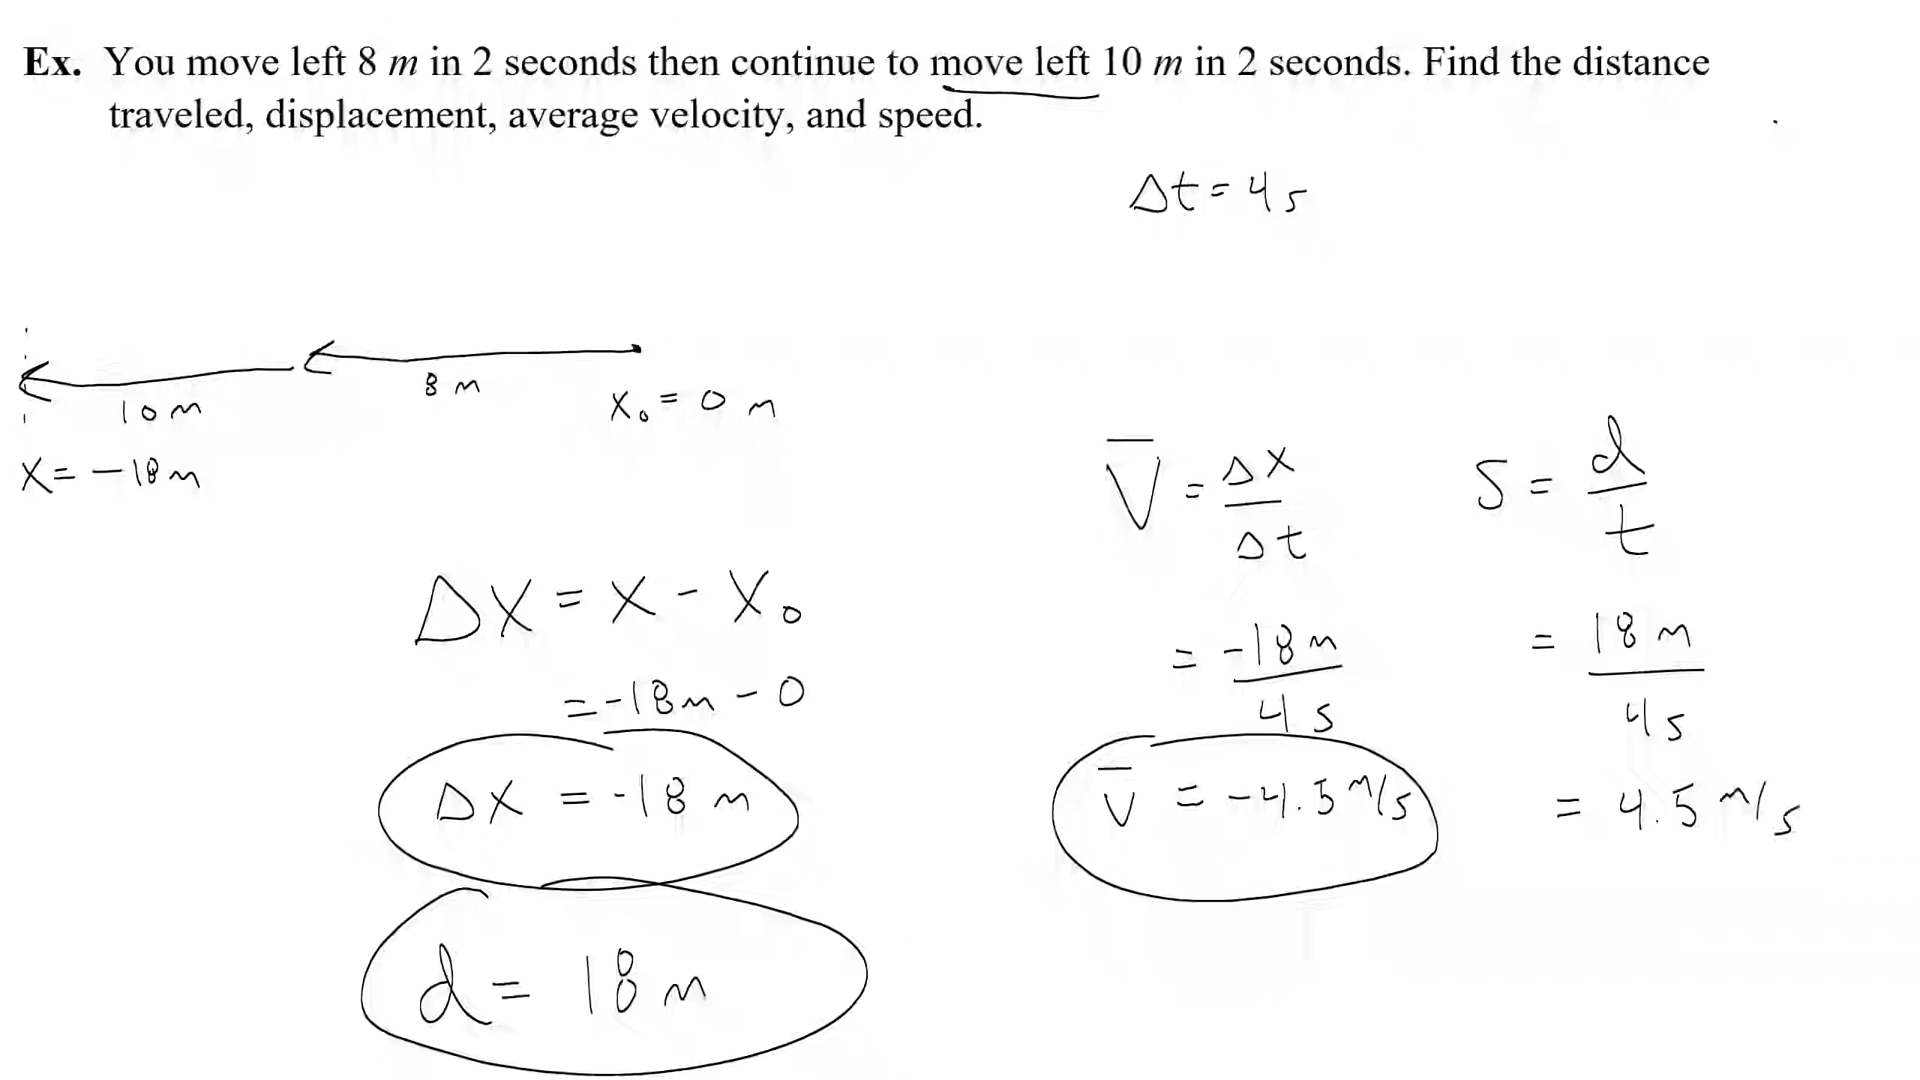 Ex. You move left 8 m in 2 seconds then continue to move left 10 m in 2 seconds. Find the distance
traveled, displacement, average velocity, and speed.
Δt = 4 s
8 m
10 m
x₀ = 0 m
x = -18 m
Δx = x - x₀
= -18 m - 0
Δx = -18 m
d = 18 m
V̅ = Δx / Δt
= -18 m / 4 s
v̅ = -4.5 m/s
S = d / t
= 18 m / 4 s
= 4.5 m/s